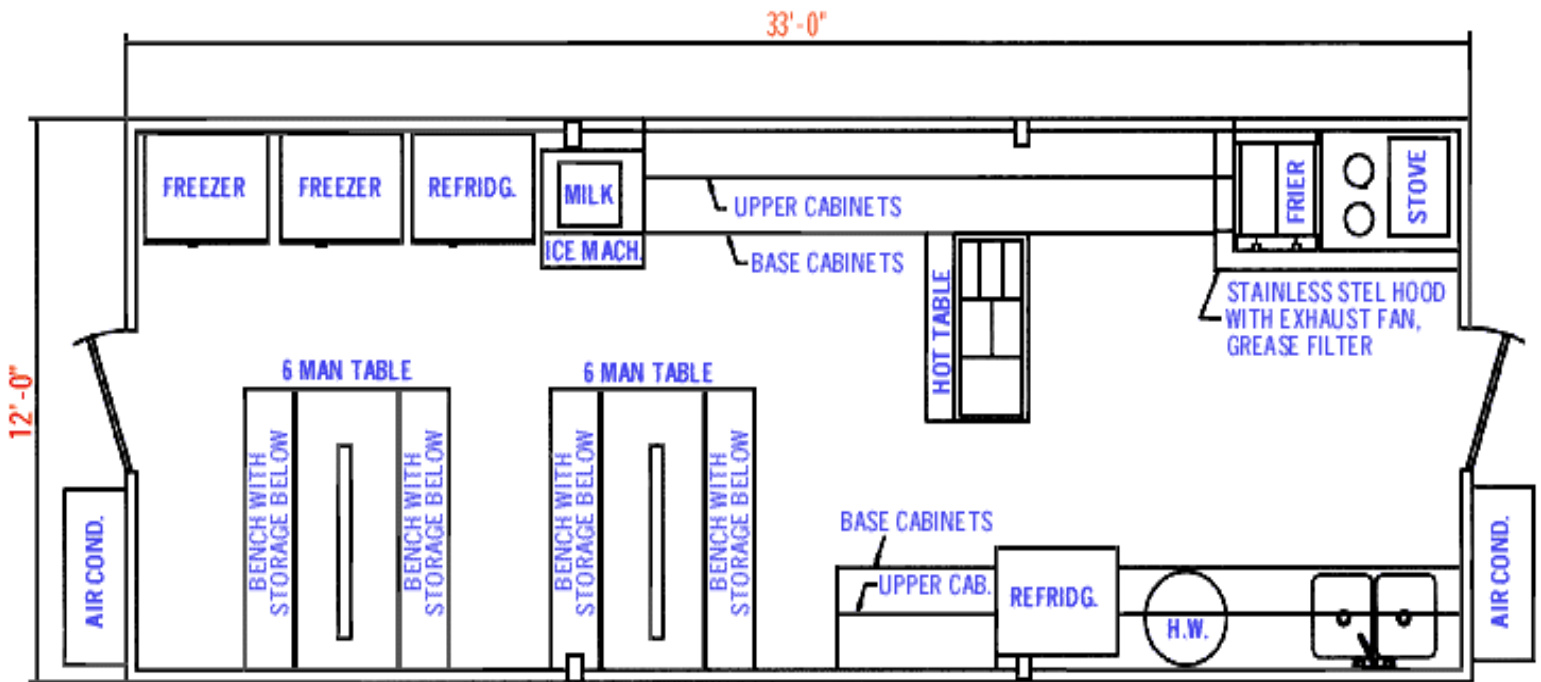 33'-0"
12'-0"
FREEZER
FREEZER
REFRIDG.
MILK
ICE MACH.
UPPER CABINETS
BASE CABINETS
HOT TABLE
FRIER
STOVE
STAINLESS STEL HOOD
WITH EXHAUST FAN,
GREASE FILTER
6 MAN TABLE
BENCH WITH
STORAGE BELOW
BENCH WITH
STORAGE BELOW
6 MAN TABLE
BENCH WITH
STORAGE BELOW
BENCH WITH
STORAGE BELOW
AIR COND.
BASE CABINETS
UPPER CAB.
REFRIDG.
H.W.
AIR COND.